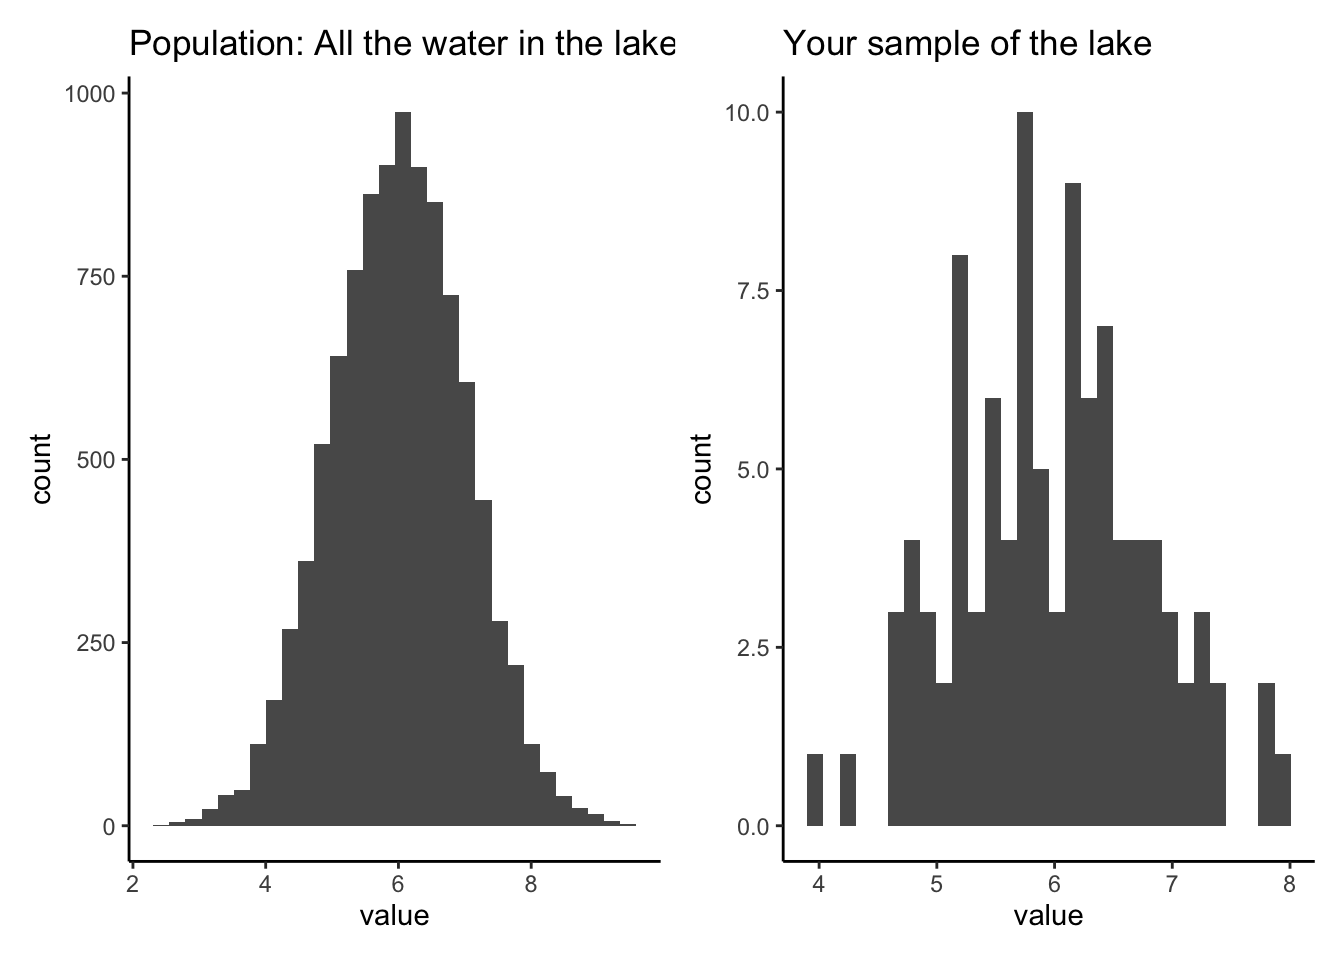 Population: All the water in the lake
1000
750
500
250
0
count
2 4 6 8
value
Your sample of the lake
10.0
7.5
5.0
2.5
0.0
count
4 5 6 7 8
value